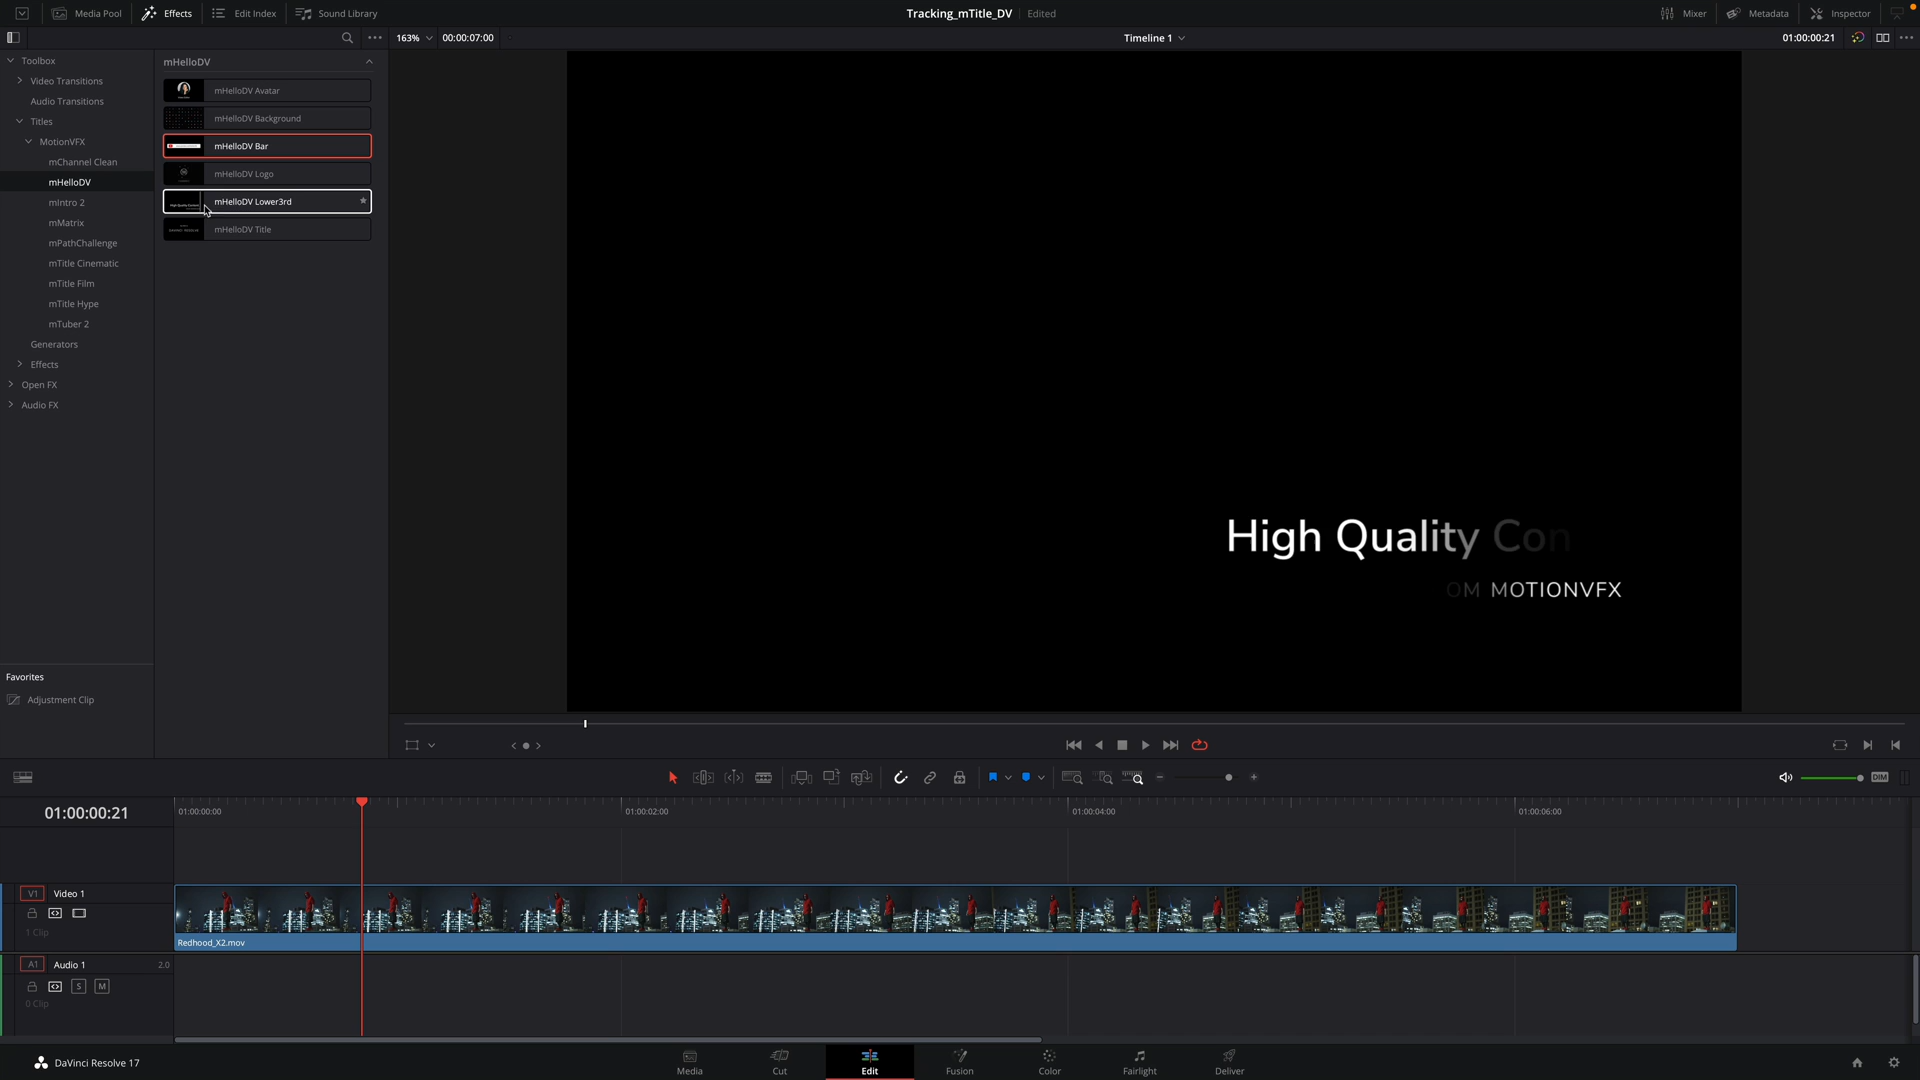 Media Pool
Effects
Edit Index
Sound Library
Tracking_mTitle_DV
Edited
Mixer
Metadata
Inspector
163%
00:00:07:00
Timeline 1
01:00:00:21
Toolbox
Video Transitions
Audio Transitions
Titles
MotionVFX
mChannel Clean
mHelloDV
mIntro 2
mMatrix
mPathChallenge
mTitle Cinematic
mTitle Film
mTitle Hype
mTuber 2
Generators
Effects
Open FX
Audio FX
mHelloDV
mHelloDV Avatar
mHelloDV Background
mHelloDV Bar
mHelloDV Logo
mHelloDV Lower3rd
mHelloDV Title
High Quality Con
OM MOTIONVFX
Favorites
Adjustment Clip
DIM
01:00:00:21
01:00:00:00
01:00:02:00
01:00:04:00
01:00:06:00
V1 Video 1
1 Clip
Redhood_X2.mov
A1 Audio 1 2.0
S M
0 Clip
DaVinci Resolve 17
Media
Cut
Edit
Fusion
Color
Fairlight
Deliver